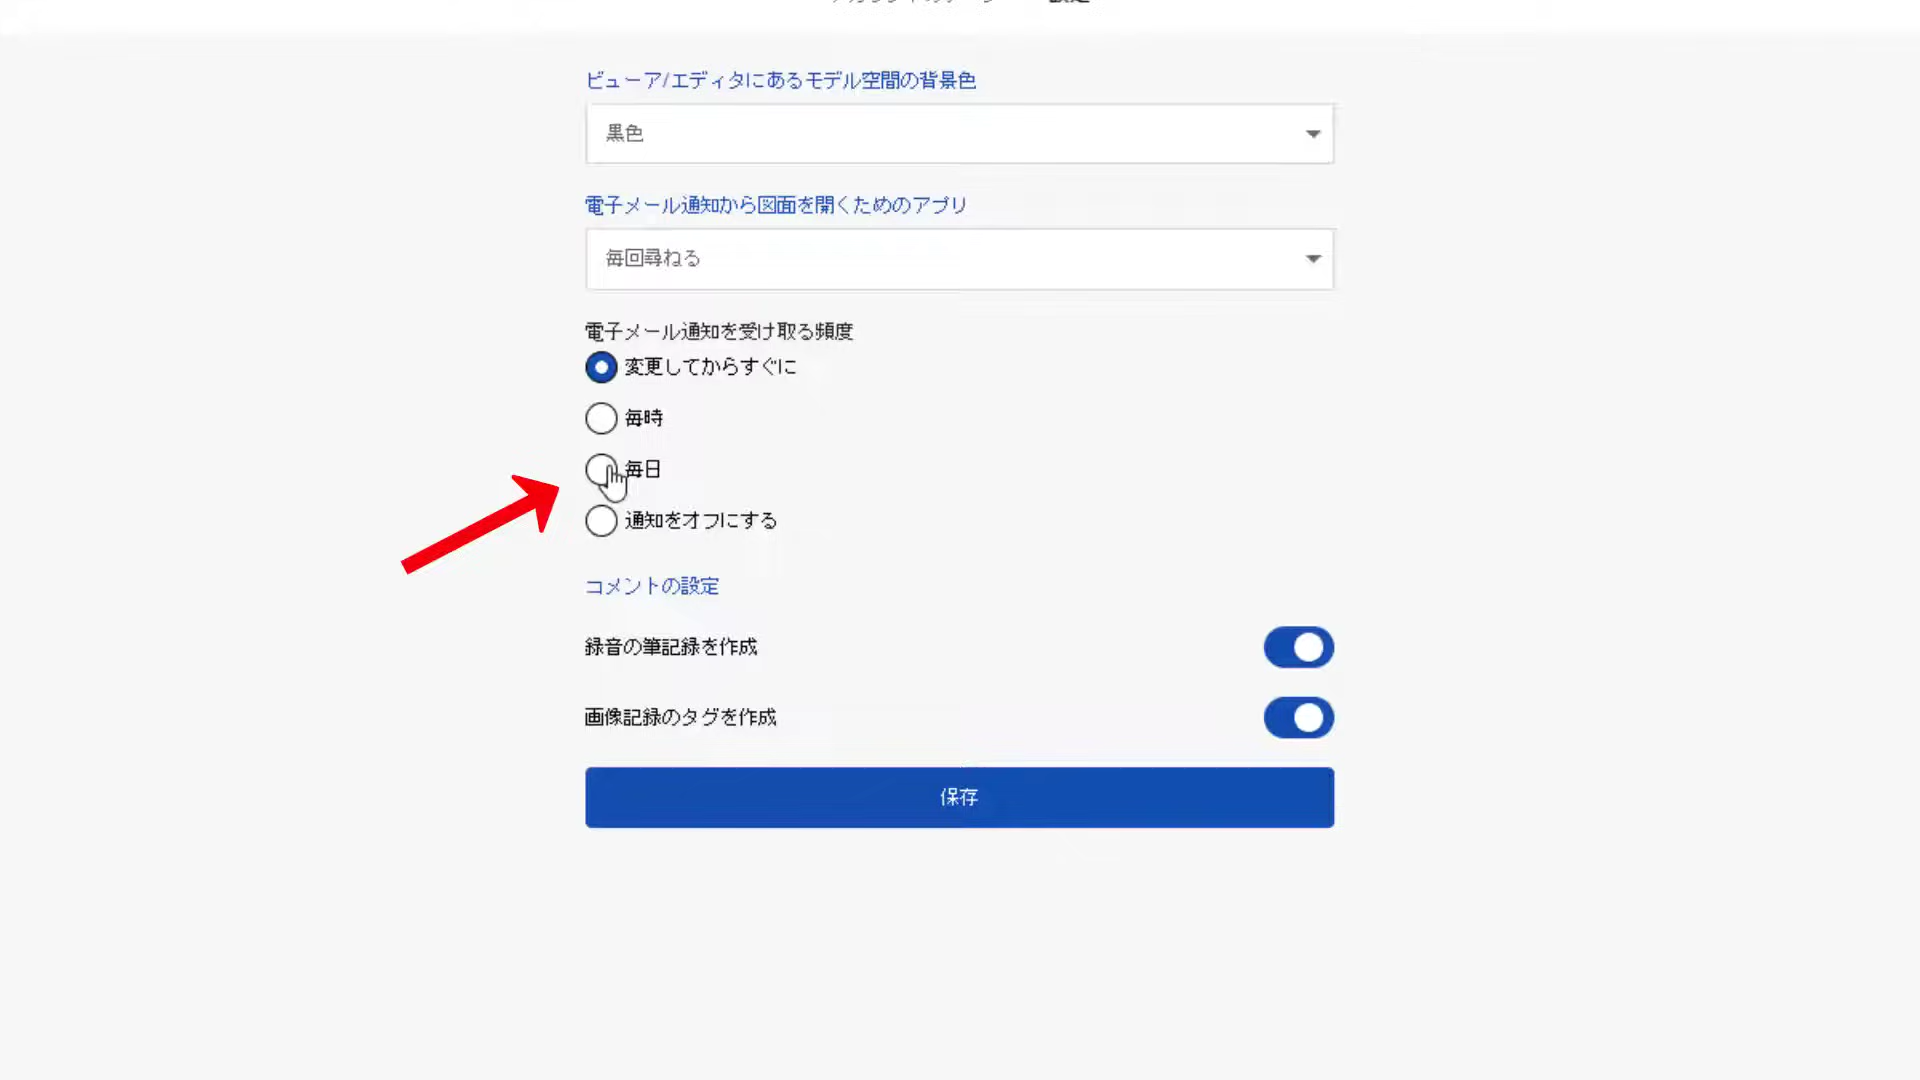 ビューア/エディタにあるモデル空間の背景色
黒色
電子メール通知から図面を開くためのアプリ
毎回尋ねる
電子メール通知を受け取る頻度
変更してからすぐに
毎時
毎日
通知をオフにする
コメントの設定
録音の筆記録を作成
画像記録のタグを作成
保存